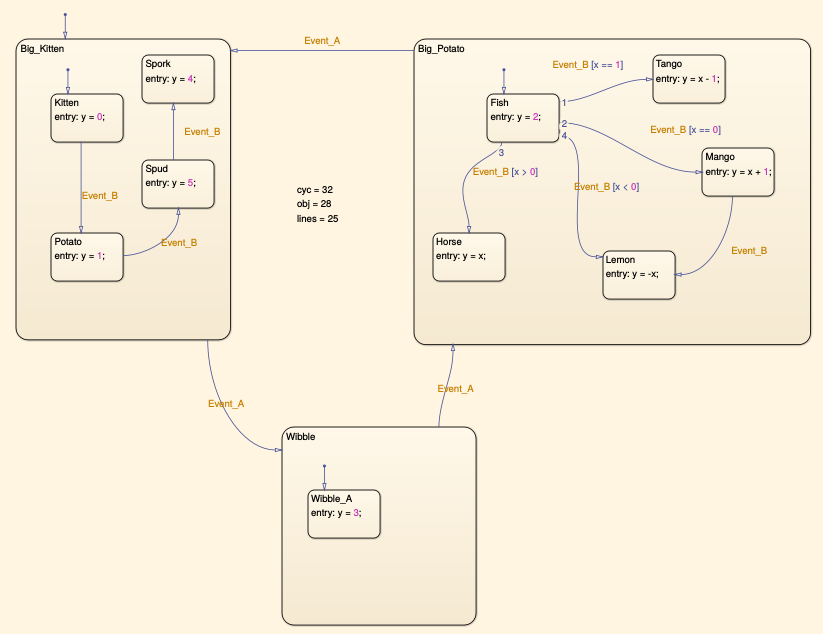 Big_Kitten
Kitten
entry: y = 0;
Spork
entry: y = 4;
Event_B
Spud
entry: y = 5;
Event_B
Potato
entry: y = 1;
Event_B
Event_A
cyc = 32
obj = 28
lines = 25
Big_Potato
Fish
entry: y = 2;
1
2
4
3
Event_B [x == 1]
Tango
entry: y = x - 1;
Event_B [x == 0]
Mango
entry: y = x + 1;
Event_B [x > 0]
Event_B [x < 0]
Horse
entry: y = x;
Lemon
entry: y = -x;
Event_B
Event_A
Event_A
Wibble
Wibble_A
entry: y = 3;